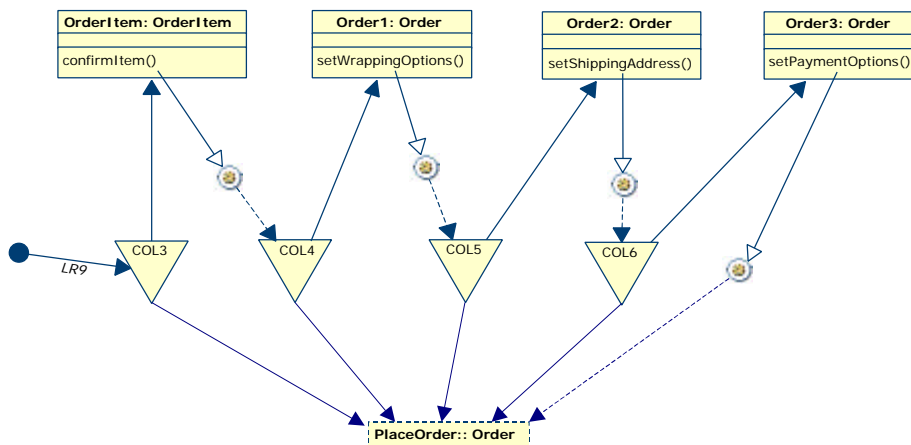 OrderItem: OrderItem
confirmItem()
Order1: Order
setWrappingOptions()
Order2: Order
setShippingAddress()
Order3: Order
setPaymentOptions()
LR9
COL3
COL4
COL5
COL6
PlaceOrder:: Order